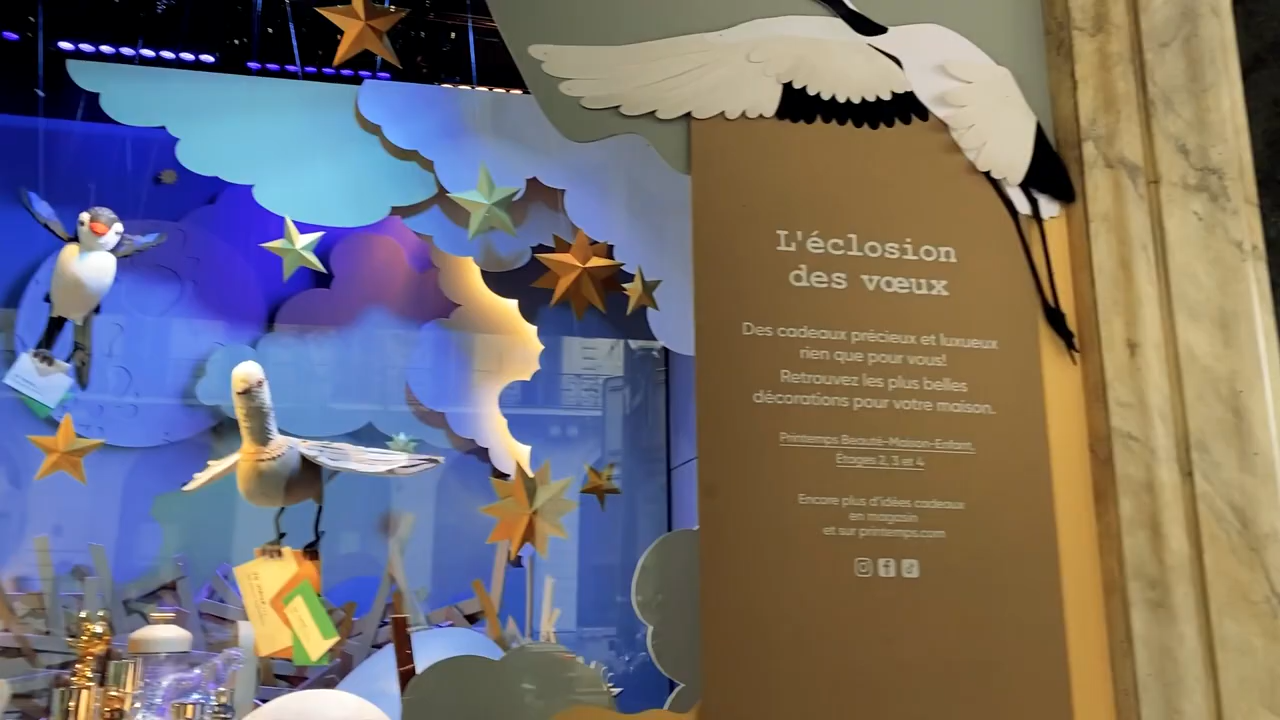 L'éclosion
des vœux
Des cadeaux précieux et luxueux
rien que pour vous!
Retrouvez les plus belles
décorations pour votre maison.
Printemps Beauté-Maison-Enfant,
Étages 2, 3 et 4
Encore plus d'idées cadeaux
en magasin
et sur printemps.com